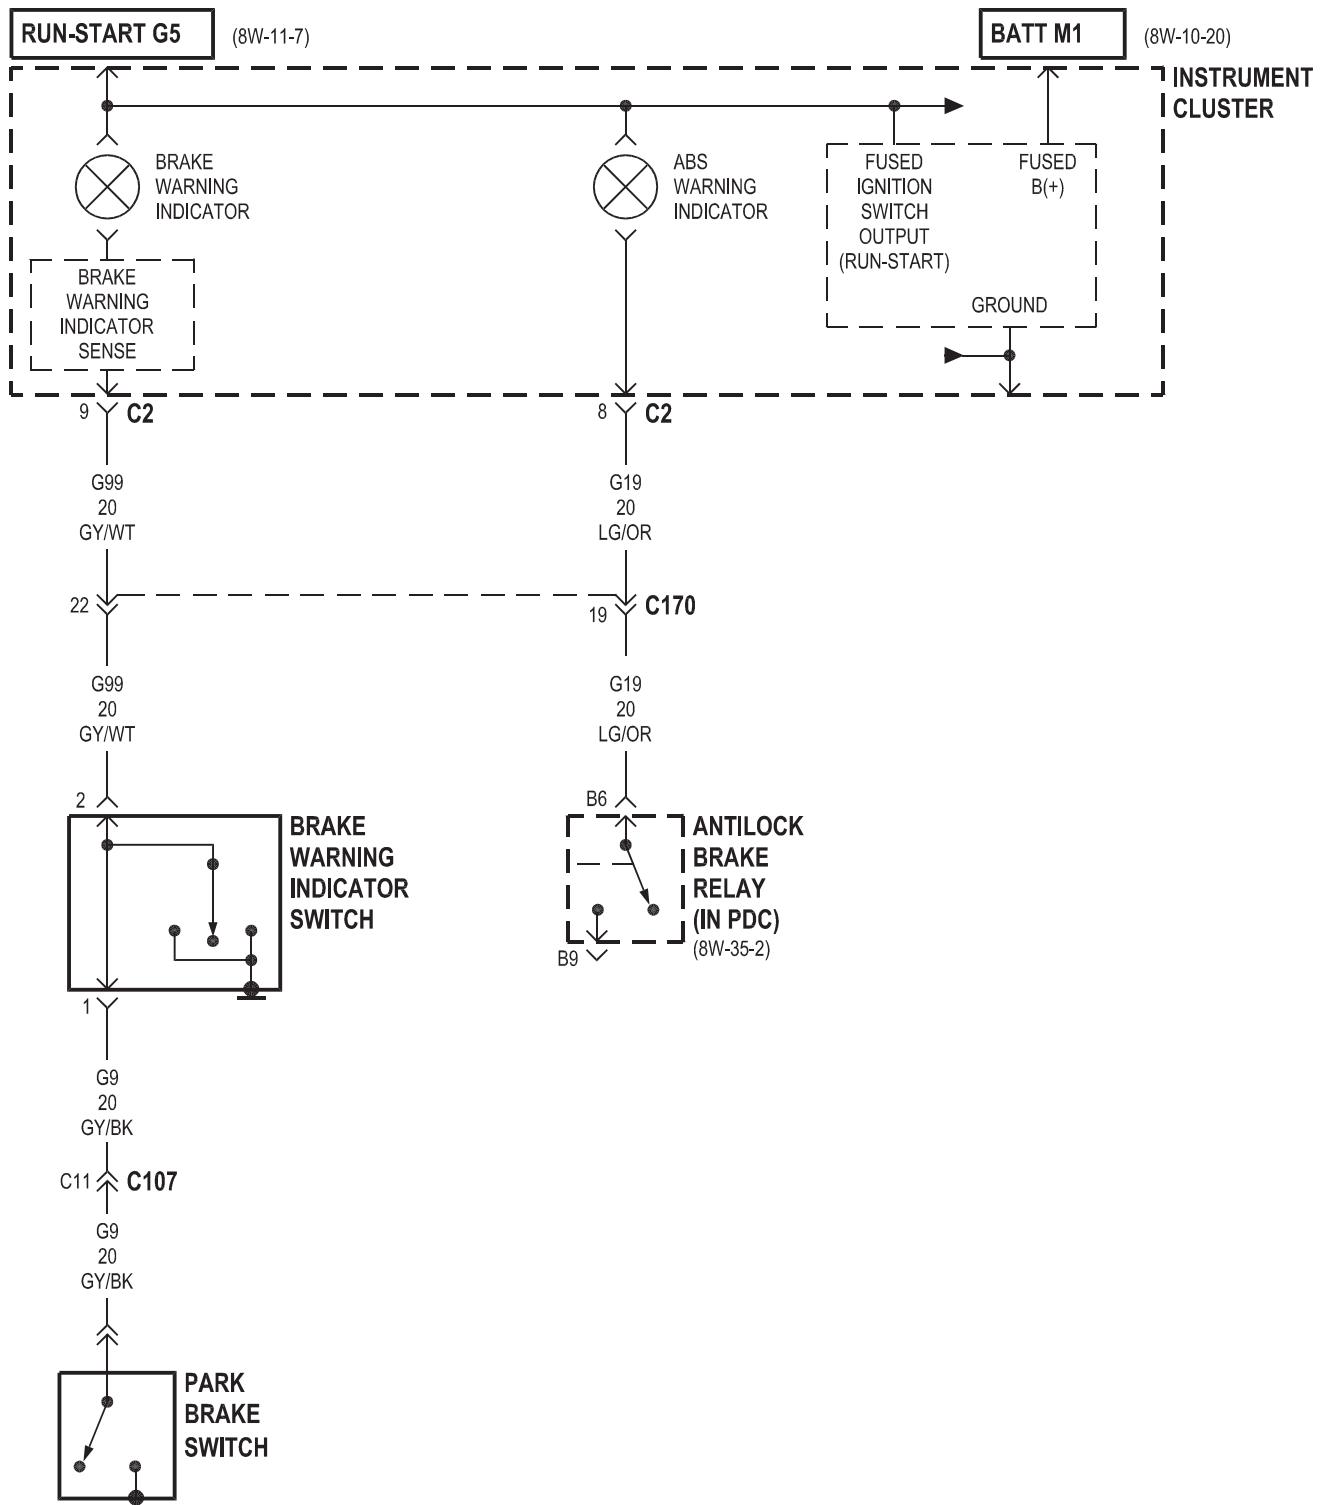 RUN-START G5
(8W-11-7)
BATT M1
(8W-10-20)
INSTRUMENT
CLUSTER
BRAKE
WARNING
INDICATOR
ABS
WARNING
INDICATOR
FUSED
IGNITION
SWITCH
OUTPUT
(RUN-START)
FUSED
B(+)
GROUND
BRAKE
WARNING
INDICATOR
SENSE
9
C2
8
C2
G99
20
GY/WT
G19
20
LG/OR
22
19
C170
G99
20
GY/WT
G19
20
LG/OR
2
BRAKE
WARNING
INDICATOR
SWITCH
B6
ANTILOCK
BRAKE
RELAY
(IN PDC)
(8W-35-2)
B9
1
G9
20
GY/BK
C11
C107
G9
20
GY/BK
PARK
BRAKE
SWITCH